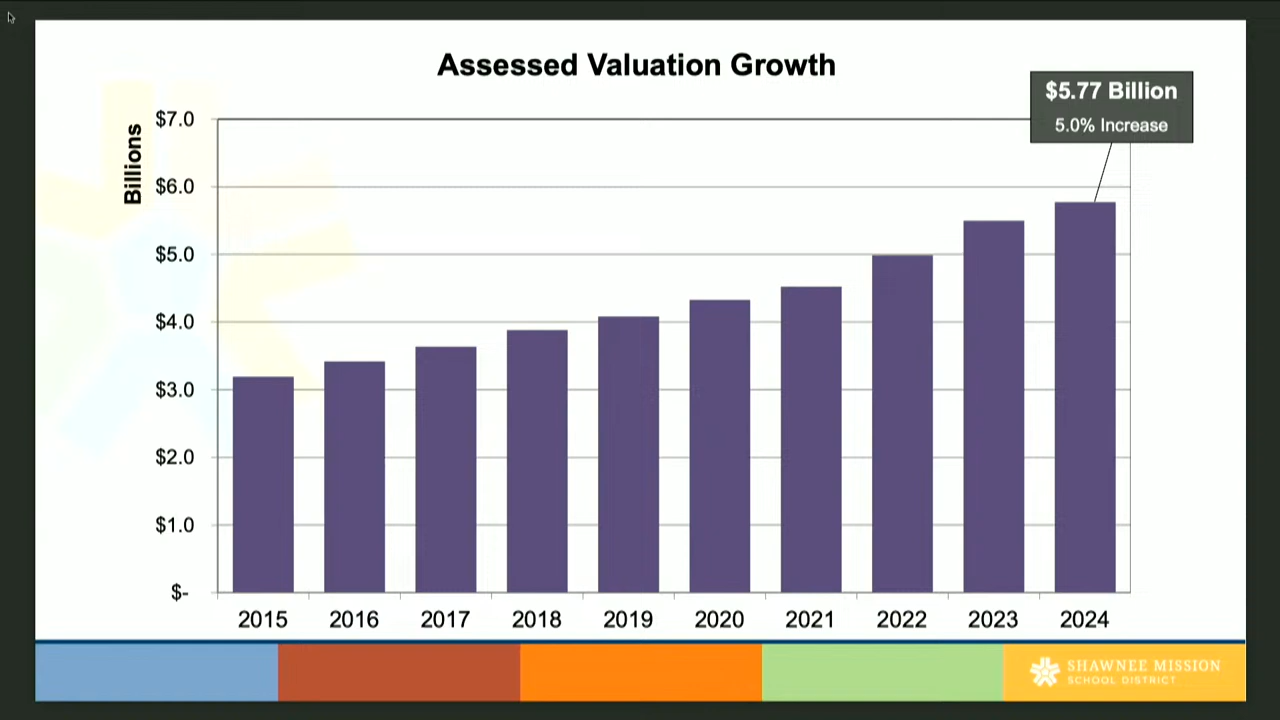 Assessed Valuation Growth
$5.77 Billion
5.0% Increase
Billions
$7.0
$6.0
$5.0
$4.0
$3.0
$2.0
$1.0
$-
2015 2016 2017 2018 2019 2020 2021 2022 2023 2024
SHAWNEE MISSION
SCHOOL DISTRICT